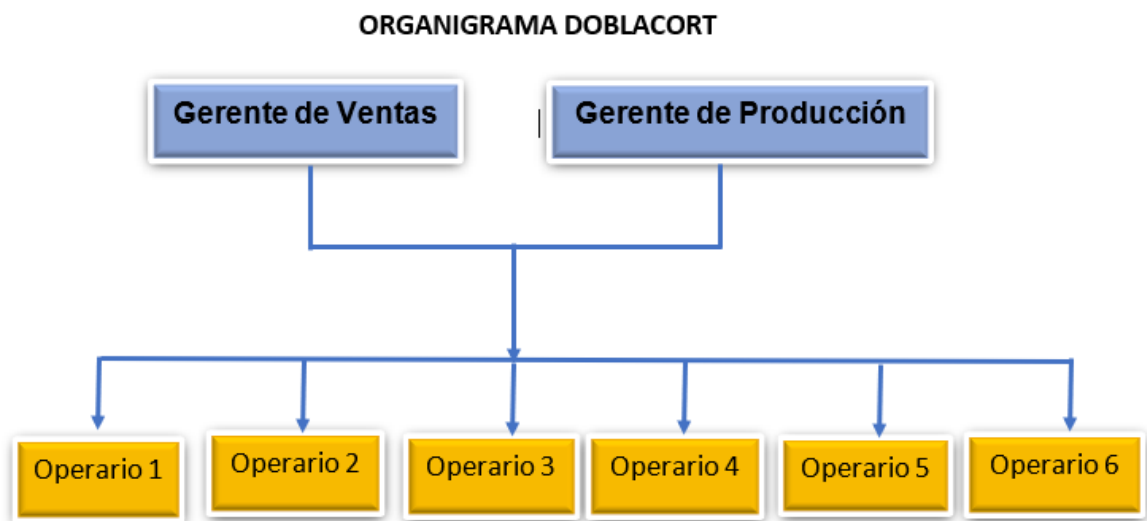 ORGANIGRAMA DOBLACORT
Gerente de Ventas
Gerente de Producción
Operario 1
Operario 2
Operario 3
Operario 4
Operario 5
Operario 6